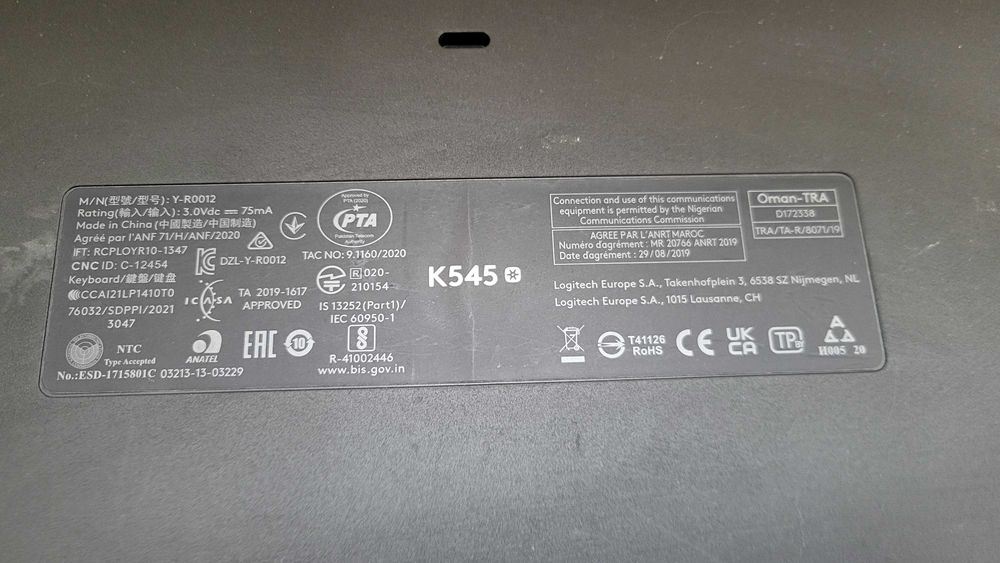 M/N(型號/型号): Y-R0012
Rating(輸入/输入): 3.0Vdc ⎓ 75mA
Made in China (中國製造/中国制造)
Agréé par l'ANF 71/H/ANF/2020
IFT: RCPLOYR10-1347
CNC ID: C-12454
DZL-Y-R0012
Keyboard/鍵盤/键盘
CCAI21LP1410T0
76032/SDPPI/2021
3047
ICASA
TA 2019-1617
APPROVED
NTC
Type Accepted
No.:ESD-1715801C
ANATEL
03213-13-03229
EAC
10
Approved by
PTA (2020)
PTA
Pakistan Telecom
Authority
TAC NO: 9.1160/2020
R 020-
210154
IS 13252(Part1)/
IEC 60950-1
R-41002446
www.bis.gov.in
K545
Connection and use of this communications
equipment is permitted by the Nigerian
Communications Commission
AGREE PAR L'ANRT MAROC
Numéro dagrément : MR 20766 ANRT 2019
Date dagrément : 29/08/2019
Oman-TRA
D172338
TRA/TA-R/8071/19
Logitech Europe S.A., Takenhofplein 3, 6538 SZ Nijmegen, NL
Logitech Europe S.A., 1015 Lausanne, CH
T41126
RoHS
CE
UK
CA
TP
BY
H005 20